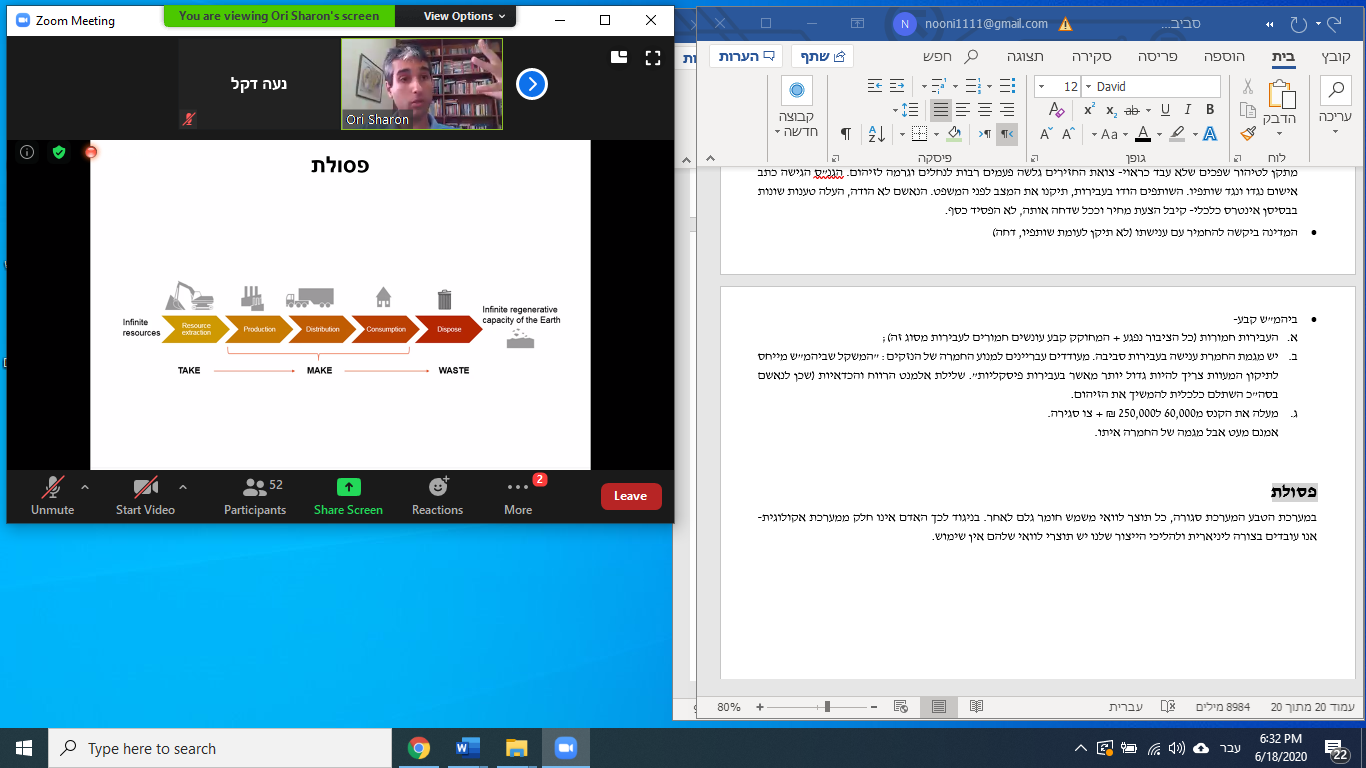 Zoom Meeting
You are viewing Ori Sharon's screen
View Options
נעה דקל
Ori Sharon
פסולת
Infinite
resources
Resource
extraction
Production
Distribution
Consumption
Dispose
Infinite regenerative
capacity of the Earth
TAKE
MAKE
WASTE
Unmute
Start Video
52
Participants
Share Screen
Reactions
2
More
Leave
סביב...
nooni1111@gmail.com
N
קובץ
בית
הוספה
פריסה
סקירה
תצוגה
חפש
שתף
הערות
עריכה
הדבק
לוח
David
12
גופן
פיסקה
קבוצה
חדשה
מתקן לטיהור שפכים שלא עבד כראוי- צואת החזירים גלשה פעמים רבות לנחלים וגרמה לזיהום. הגנ"ס הגישה כתב
אישום נגדו ונגד שותפיו. השותפים הודו בעבירות, תיקנו את המצב לפני המשפט. הנאשם לא הודה, העלה טענות שונות
בבסיסן אינטרס כלכלי- קיבל הצעת מחיר וככל שדחה אותה, לא הפסיד כסף.
• המדינה ביקשה להחמיר עם ענישתו (לא תיקן לעומת שותפיו, דחה)
• ביהמ"ש קבע-
א. העבירות חמורות (כל הציבור נפגע + המחוקק קבע עונשים חמורים לעבירות מסוג זה);
ב. יש מגמת החמרת ענישה בעבירות סביבה. מעודדים עבריינים למנוע החמרה של הנזקים: "המשקל שביהמ"ש מייחס
לתיקון המעוות צריך להיות גדול יותר מאשר בעבירות פיסקליות". שלילת אלמנט הרווח והכדאיות (שכן לנאשם
בסה"כ השתלם כלכלית להמשיך את הזיהום.
ג. מעלה את הקנס מ60,000 ל250,000 ₪ + צו סגירה.
אמנם מעט אבל מגמה של החמרה איתו.
פסולת
במערכת הטבע המערכת סגורה, כל תוצר לוואי משמש חומר גלם לאחר. בניגוד לכך האדם אינו חלק ממערכת אקולוגית-
אנו עובדים בצורה ליניארית ולהליכי הייצור שלנו יש תוצרי לוואי שלהם אין שימוש.
עמוד 20 מתוך 20
8984 מילים
עברית
80%
Type here to search
עבר
6:32 PM
6/18/2020
22